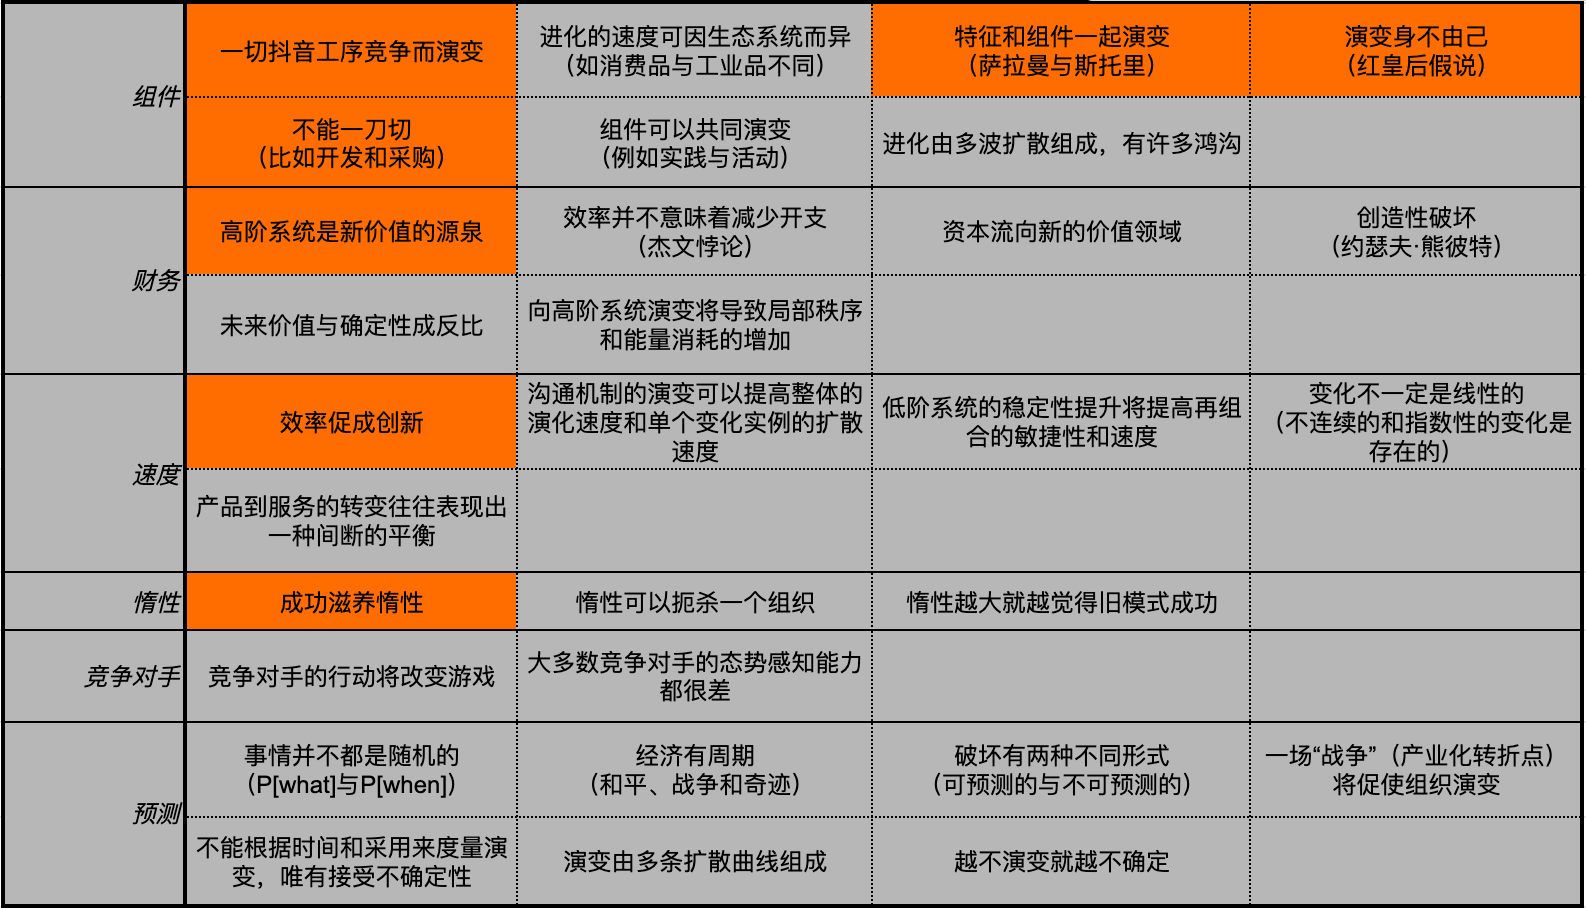 组件
一切抖音工序竞争而演变
进化的速度可因生态系统而异
（如消费品与工业品不同）
特征和组件一起演变
（萨拉曼与斯托里）
演变身不由己
（红皇后假说）
不能一刀切
（比如开发和采购）
组件可以共同演变
（例如实践与活动）
进化由多波扩散组成，有许多鸿沟
财务
高阶系统是新价值的源泉
效率并不意味着减少开支
（杰文悖论）
资本流向新的价值领域
创造性破坏
（约瑟夫·熊彼特）
未来价值与确定性成反比
向高阶系统演变将导致局部秩序
和能量消耗的增加
速度
效率促成创新
沟通机制的演变可以提高整体的
演化速度和单个变化实例的扩散
速度
低阶系统的稳定性提升将提高再组
合的敏捷性和速度
变化不一定是线性的
（不连续的和指数性的变化是
存在的）
产品到服务的转变往往表现出
一种间断的平衡
惰性
成功滋养惰性
惰性可以扼杀一个组织
惰性越大就越觉得旧模式成功
竞争对手
竞争对手的行动将改变游戏
大多数竞争对手的态势感知能力
都很差
预测
事情并不都是随机的
（P[what]与P[when]）
经济有周期
（和平、战争和奇迹）
破坏有两种不同形式
（可预测的与不可预测的）
一场“战争”（产业化转折点）
将促使组织演变
不能根据时间和采用来度量演
变，唯有接受不确定性
演变由多条扩散曲线组成
越不演变就越不确定